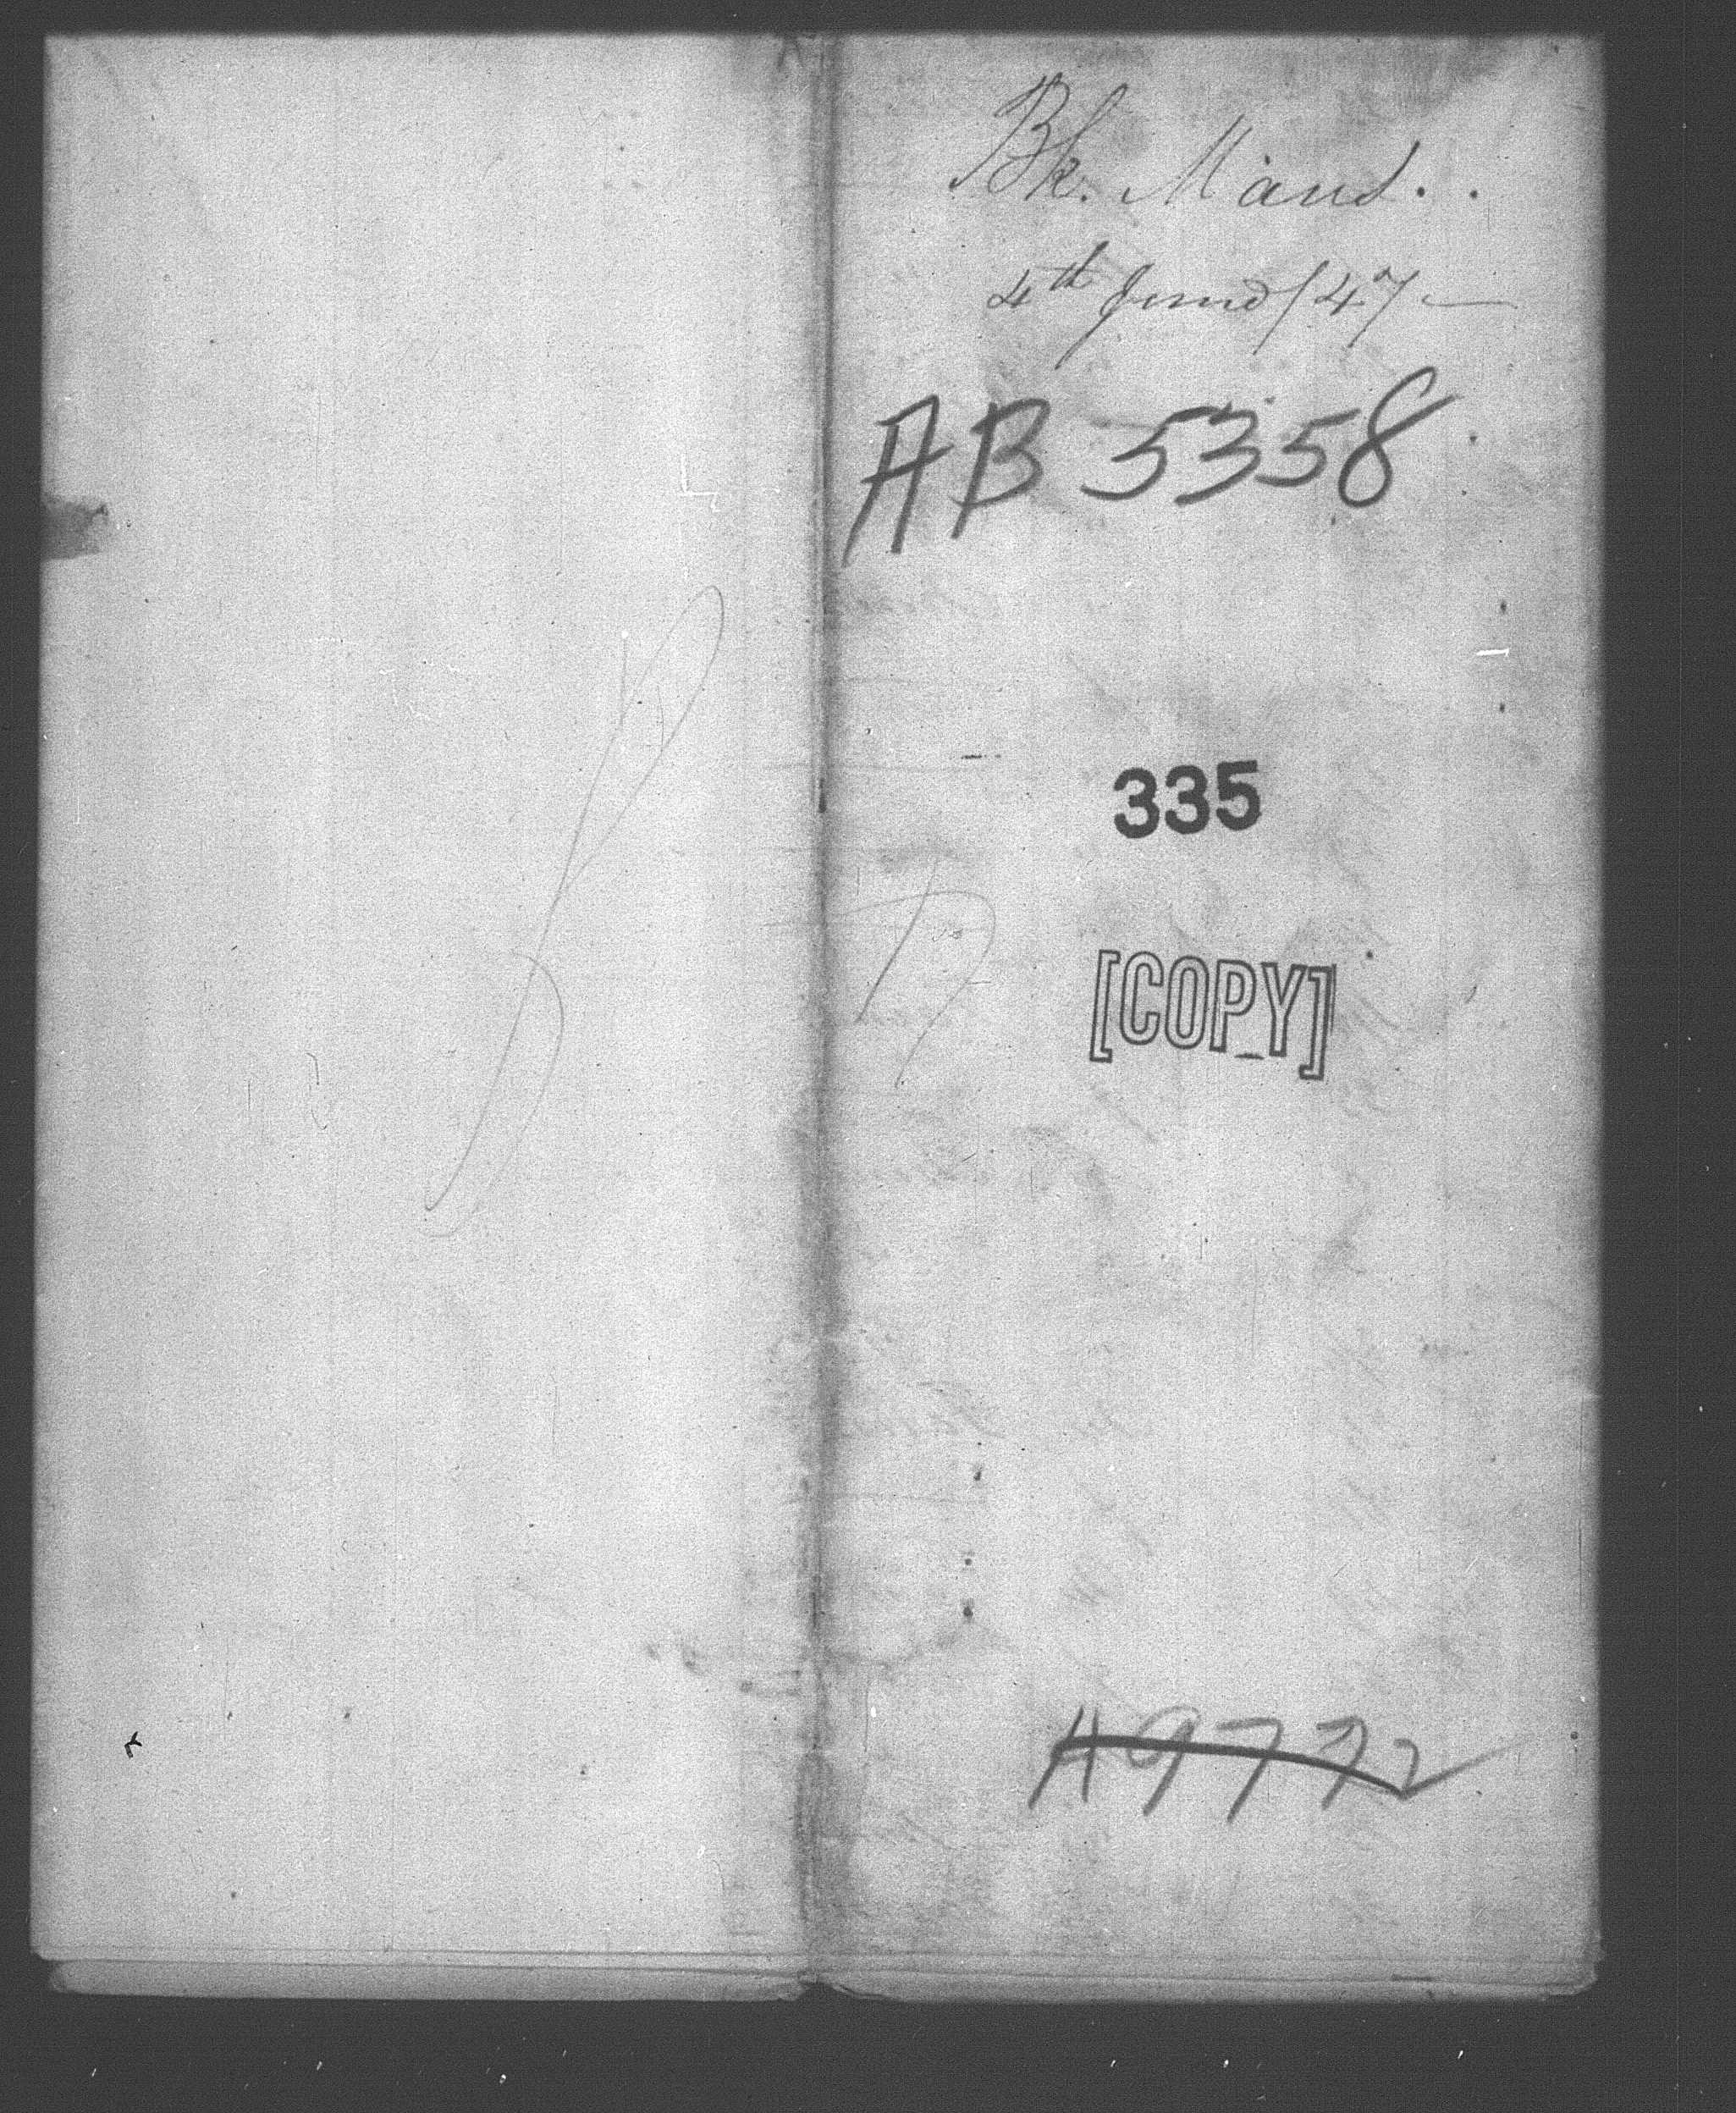 Bk. Maud.
4th June/47
AB 5358
335
[COPY]
A9772